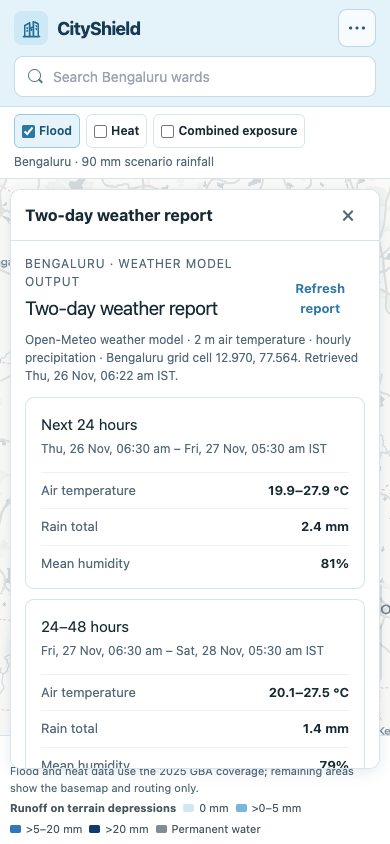 CityShield
Search Bengaluru wards
Flood
Heat
Combined exposure
Bengaluru · 90 mm scenario rainfall
Two-day weather report
BENGALURU · WEATHER MODEL
OUTPUT
Two-day weather report
Refresh
report
Open-Meteo weather model · 2 m air temperature · hourly
precipitation · Bengaluru grid cell 12.970, 77.564. Retrieved
Thu, 26 Nov, 06:22 am IST.
Next 24 hours
Thu, 26 Nov, 06:30 am – Fri, 27 Nov, 05:30 am IST
Air temperature 19.9–27.9 °C
Rain total 2.4 mm
Mean humidity 81%
24–48 hours
Fri, 27 Nov, 06:30 am – Sat, 28 Nov, 05:30 am IST
Air temperature 20.1–27.5 °C
Rain total 1.4 mm
Mean humidity 79%
Flood and heat data use the 2025 GBA coverage; remaining areas
show the basemap and routing only.
Runoff on terrain depressions 0 mm >0–5 mm
>5–20 mm >20 mm Permanent water